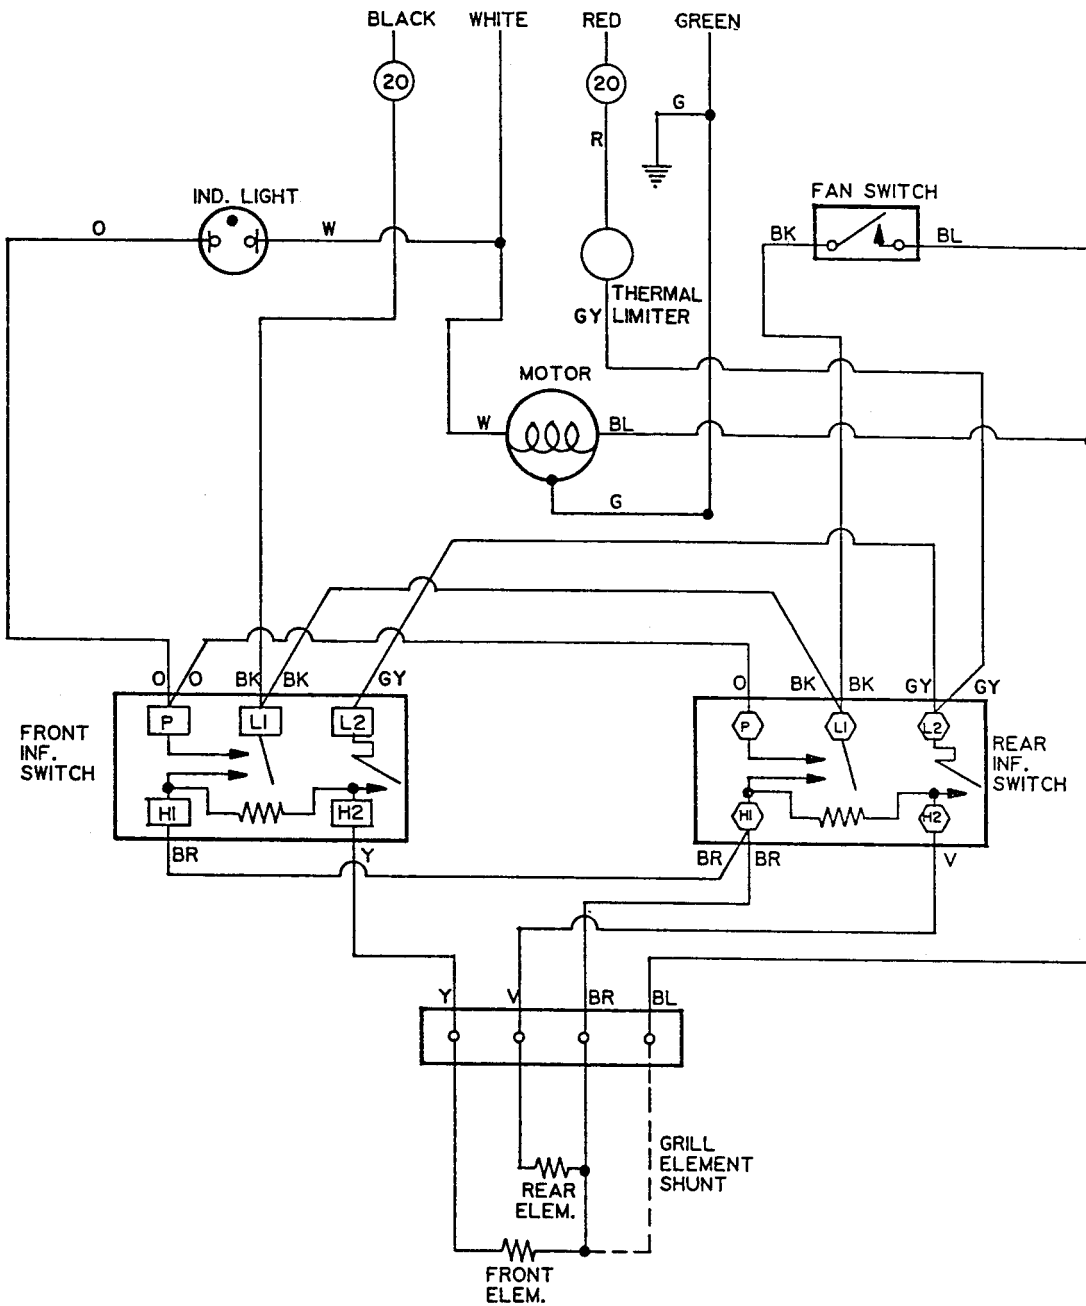 BLACK WHITE RED GREEN
20 20
G
R
IND. LIGHT
FAN SWITCH
O W
BK BL
THERMAL
GY LIMITER
MOTOR
W BL
G
O O BK BK GY
O BK BK GY GY
FRONT
INF.
SWITCH
P L1 L2
H1 H2
P L1 L2
H1 H2
REAR
INF.
SWITCH
BR Y
BR BR V
Y V BR BL
GRILL
ELEMENT
SHUNT
REAR
ELEM.
FRONT
ELEM.